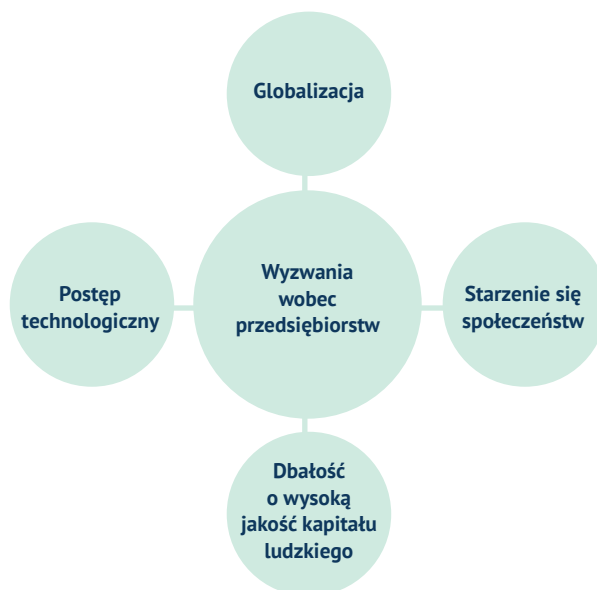 Globalizacja
Postęp
technologiczny
Wyzwania
wobec
przedsiębiorstw
Starzenie się
społeczeństw
Dbałość
o wysoką
jakość kapitału
ludzkiego